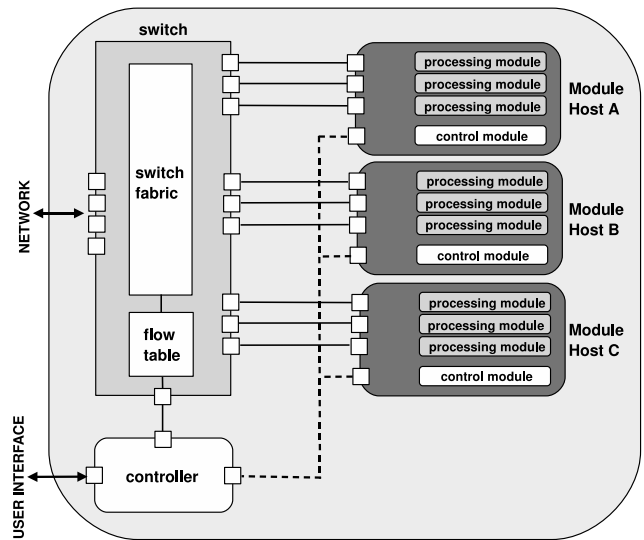 switch
switch
fabric
flow
table
controller
NETWORK
USER INTERFACE
processing module
processing module
processing module
control module
Module
Host A
processing module
processing module
processing module
control module
Module
Host B
processing module
processing module
processing module
control module
Module
Host C